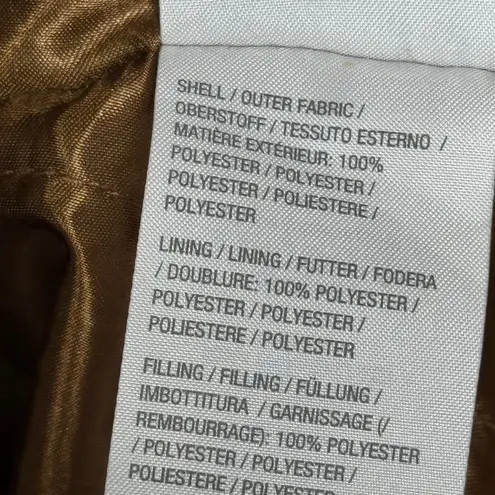 SHELL / OUTER FABRIC /
OBERSTOFF / TESSUTO ESTERNO /
MATIÈRE EXTÉRIEUR: 100%
POLYESTER / POLYESTER /
POLYESTER / POLIESTERE /
POLYESTER
LINING / LINING / FUTTER / FODERA
/ DOUBLURE: 100% POLYESTER /
POLYESTER / POLYESTER /
POLIESTERE / POLYESTER
FILLING / FILLING / FÜLLUNG /
IMBOTTITURA / GARNISSAGE (/
REMBOURRAGE): 100% POLYESTER
/ POLYESTER / POLYESTER /
POLIESTERE / POLYESTER